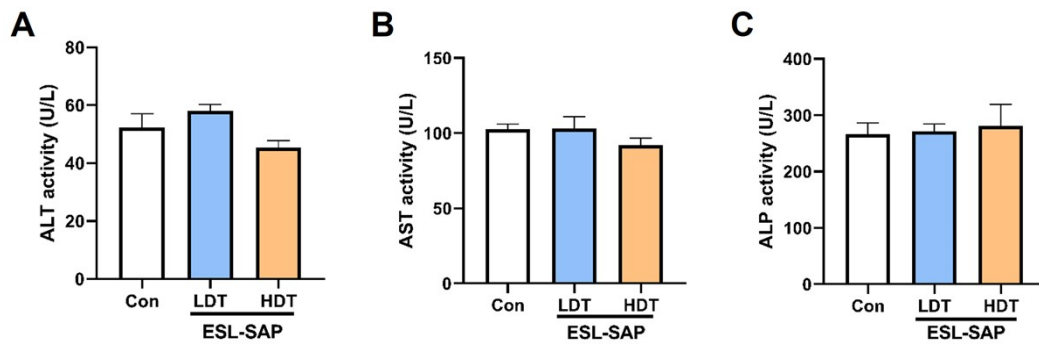 A
ALT activity (U/L)
80
60
40
20
0
Con
LDT
HDT
ESL-SAP
B
AST activity (U/L)
150
100
50
0
Con
LDT
HDT
ESL-SAP
C
ALP activity (U/L)
400
300
200
100
0
Con
LDT
HDT
ESL-SAP